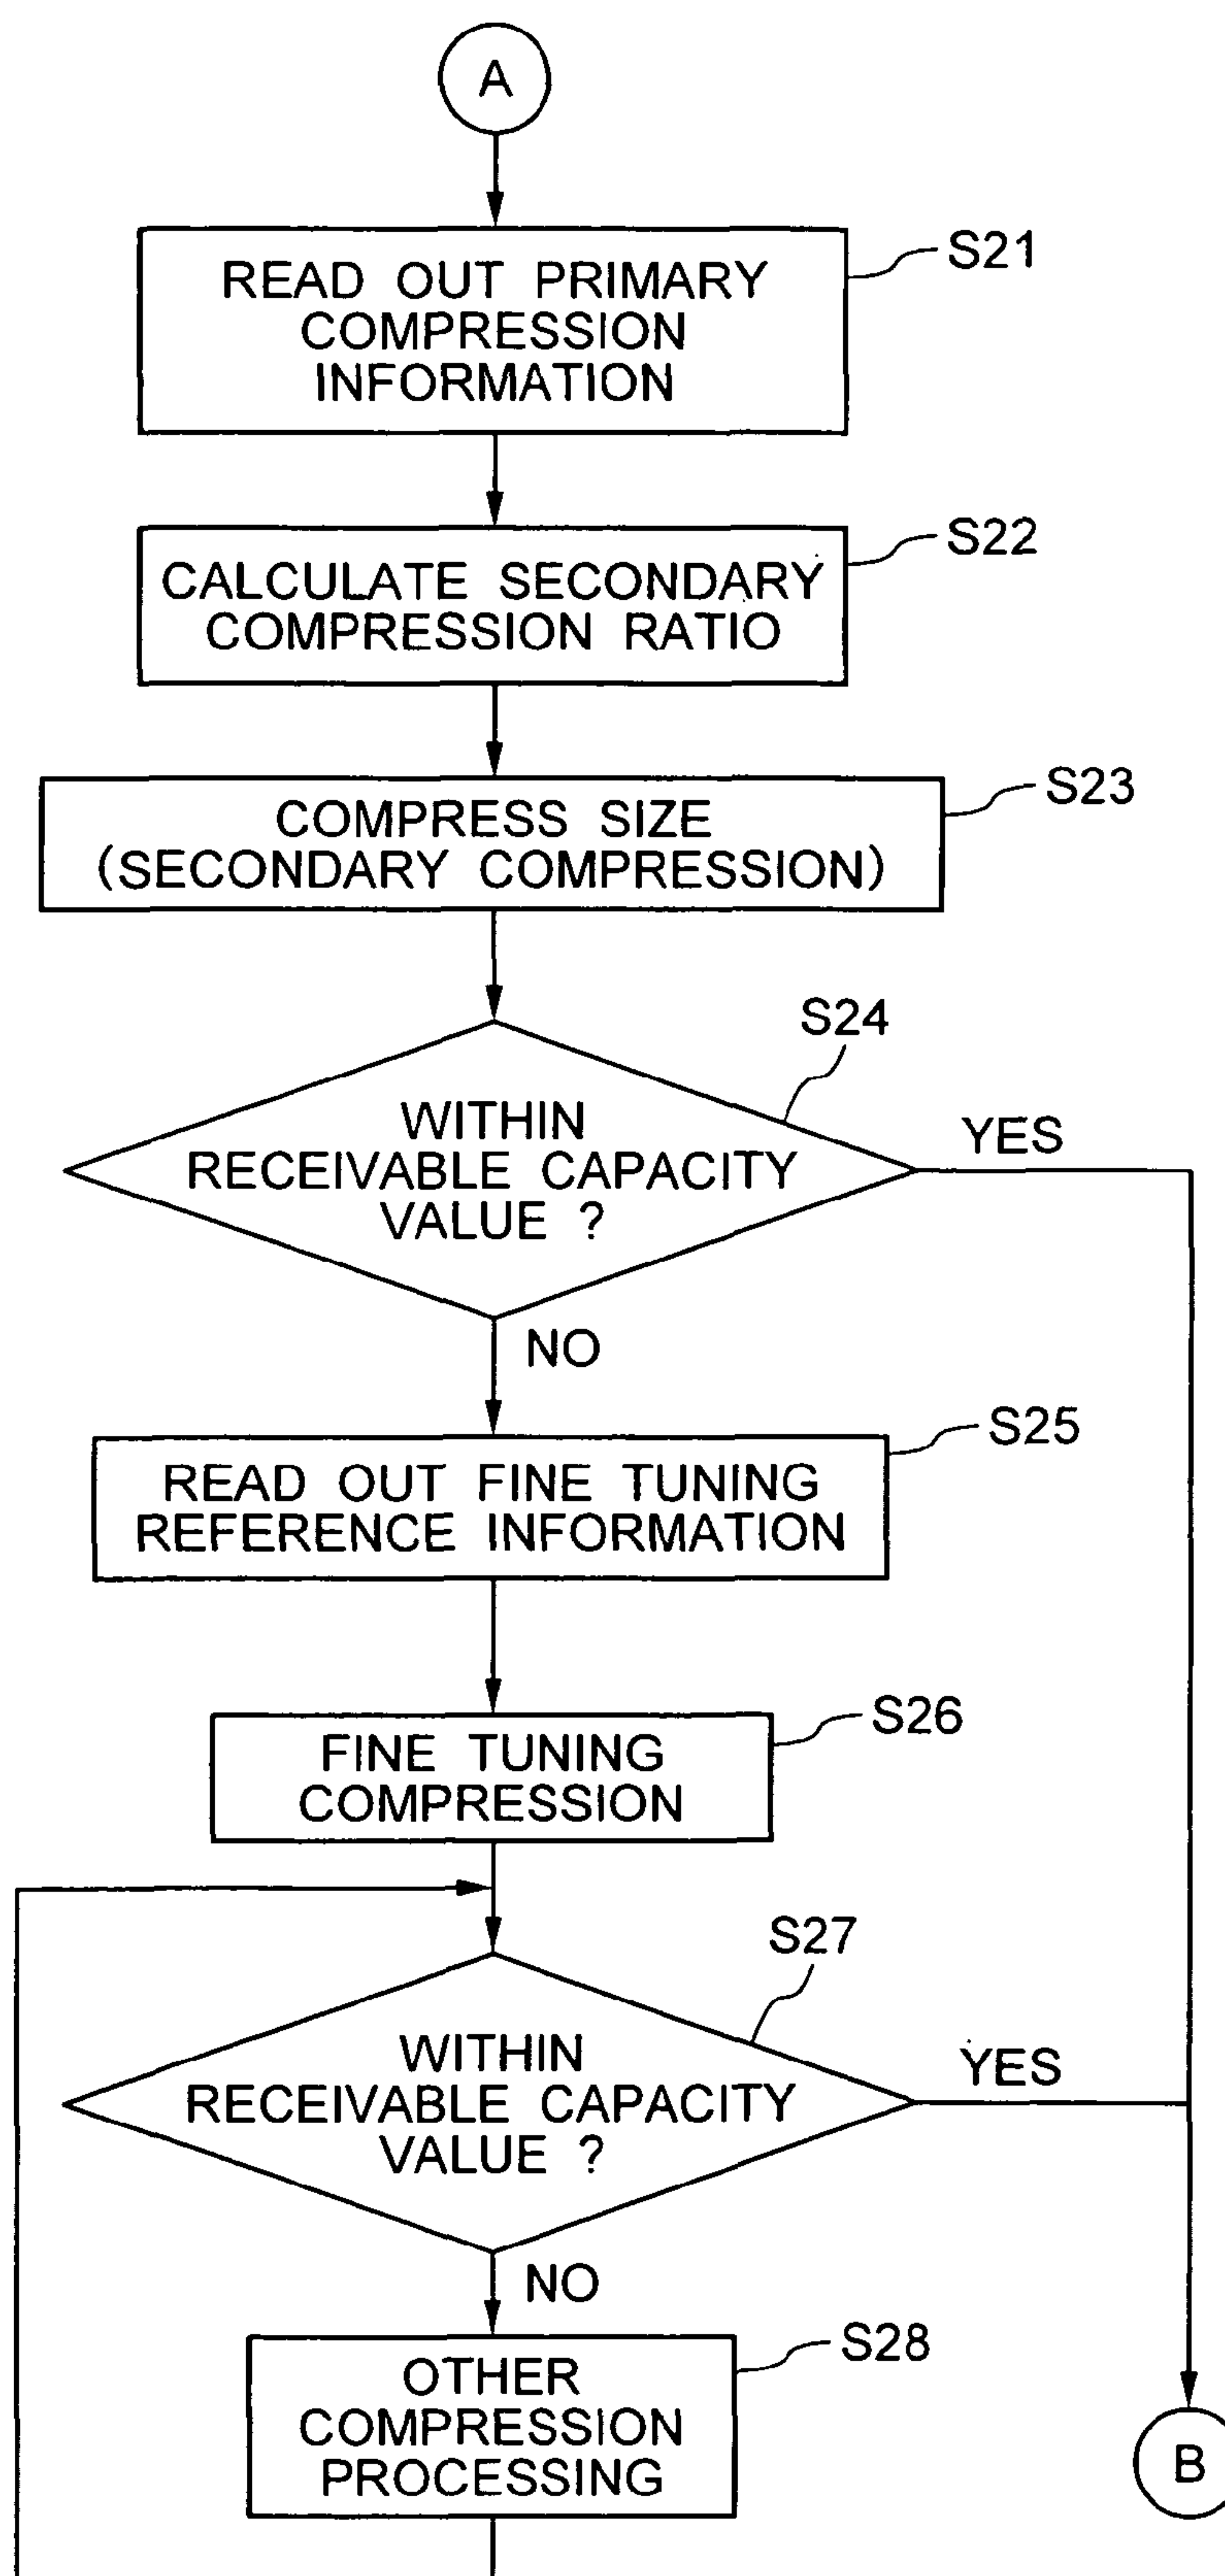 A
READ OUT PRIMARY
COMPRESSION
INFORMATION
S21
CALCULATE SECONDARY
COMPRESSION RATIO
S22
COMPRESS SIZE
(SECONDARY COMPRESSION)
S23
S24
WITHIN
RECEIVABLE CAPACITY
VALUE ?
YES
NO
S25
READ OUT FINE TUNING
REFERENCE INFORMATION
S26
FINE TUNING
COMPRESSION
S27
WITHIN
RECEIVABLE CAPACITY
VALUE ?
YES
NO
S28
OTHER
COMPRESSION
PROCESSING
B